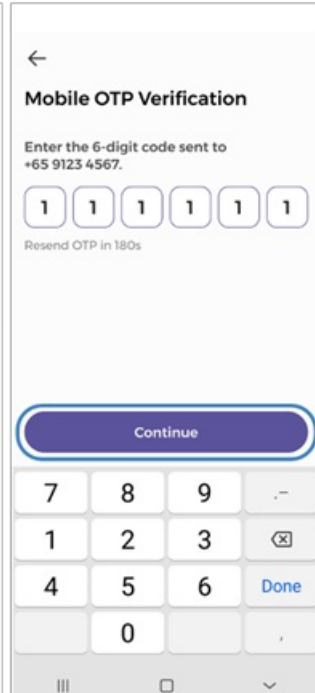 Mobile OTP Verification
Enter the 6-digit code sent to
+65 9123 4567.
1 1 1 1 1 1
Resend OTP in 180s
Continue
7 8 9 .-
1 2 3
4 5 6 Done
0 ,